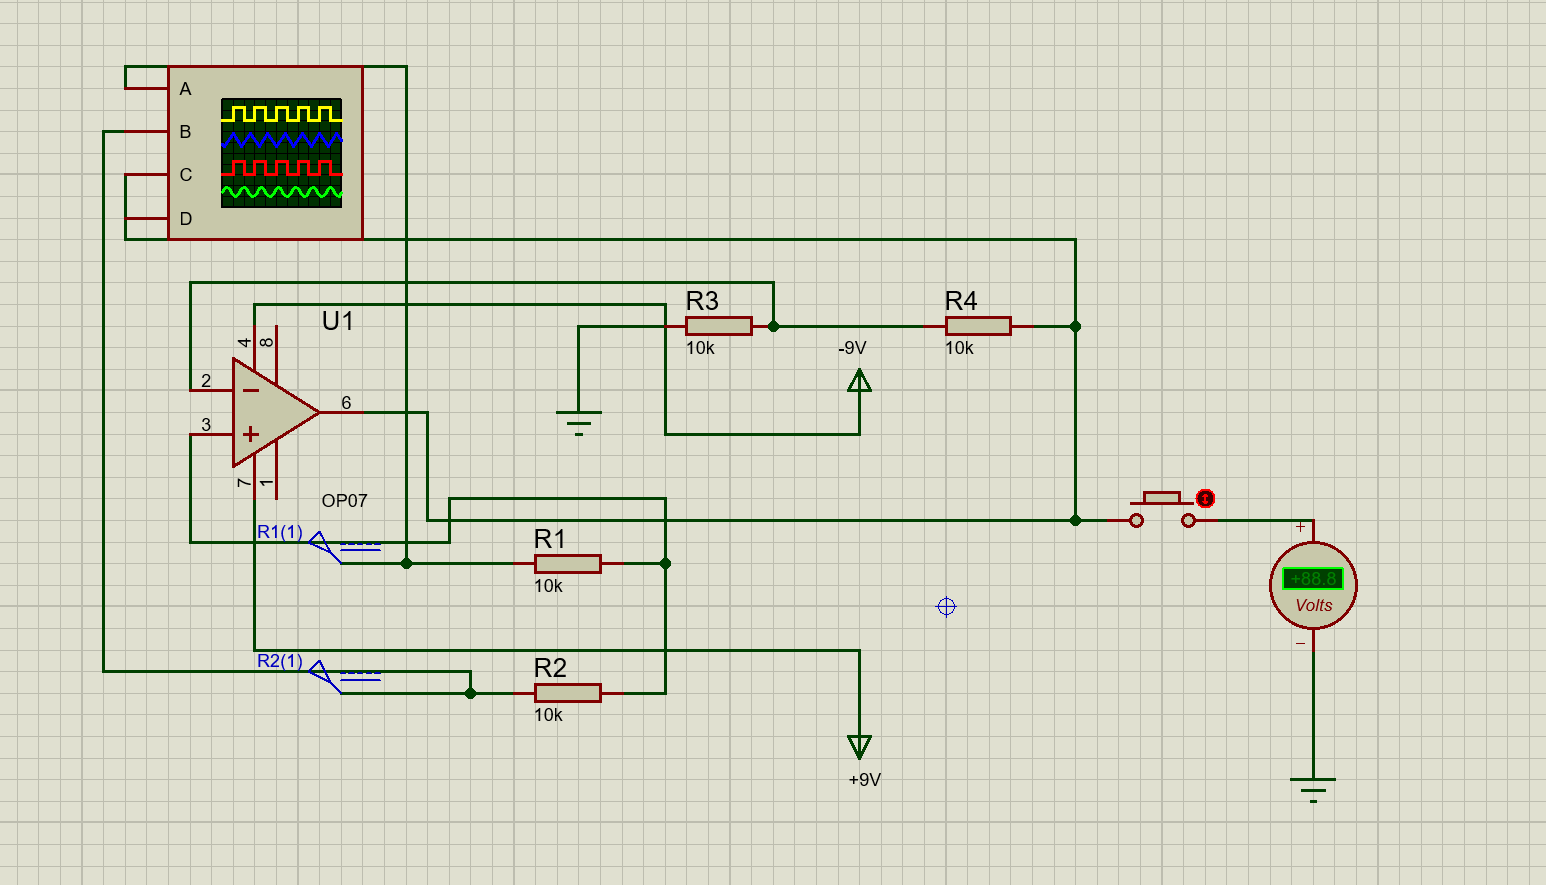 A
B
C
D
U1
4
8
2
3
6
7
1
OP07
R3
10k
R4
10k
-9V
R1(1)
R1
10k
R2(1)
R2
10k
+9V
+
+88.8
Volts
−